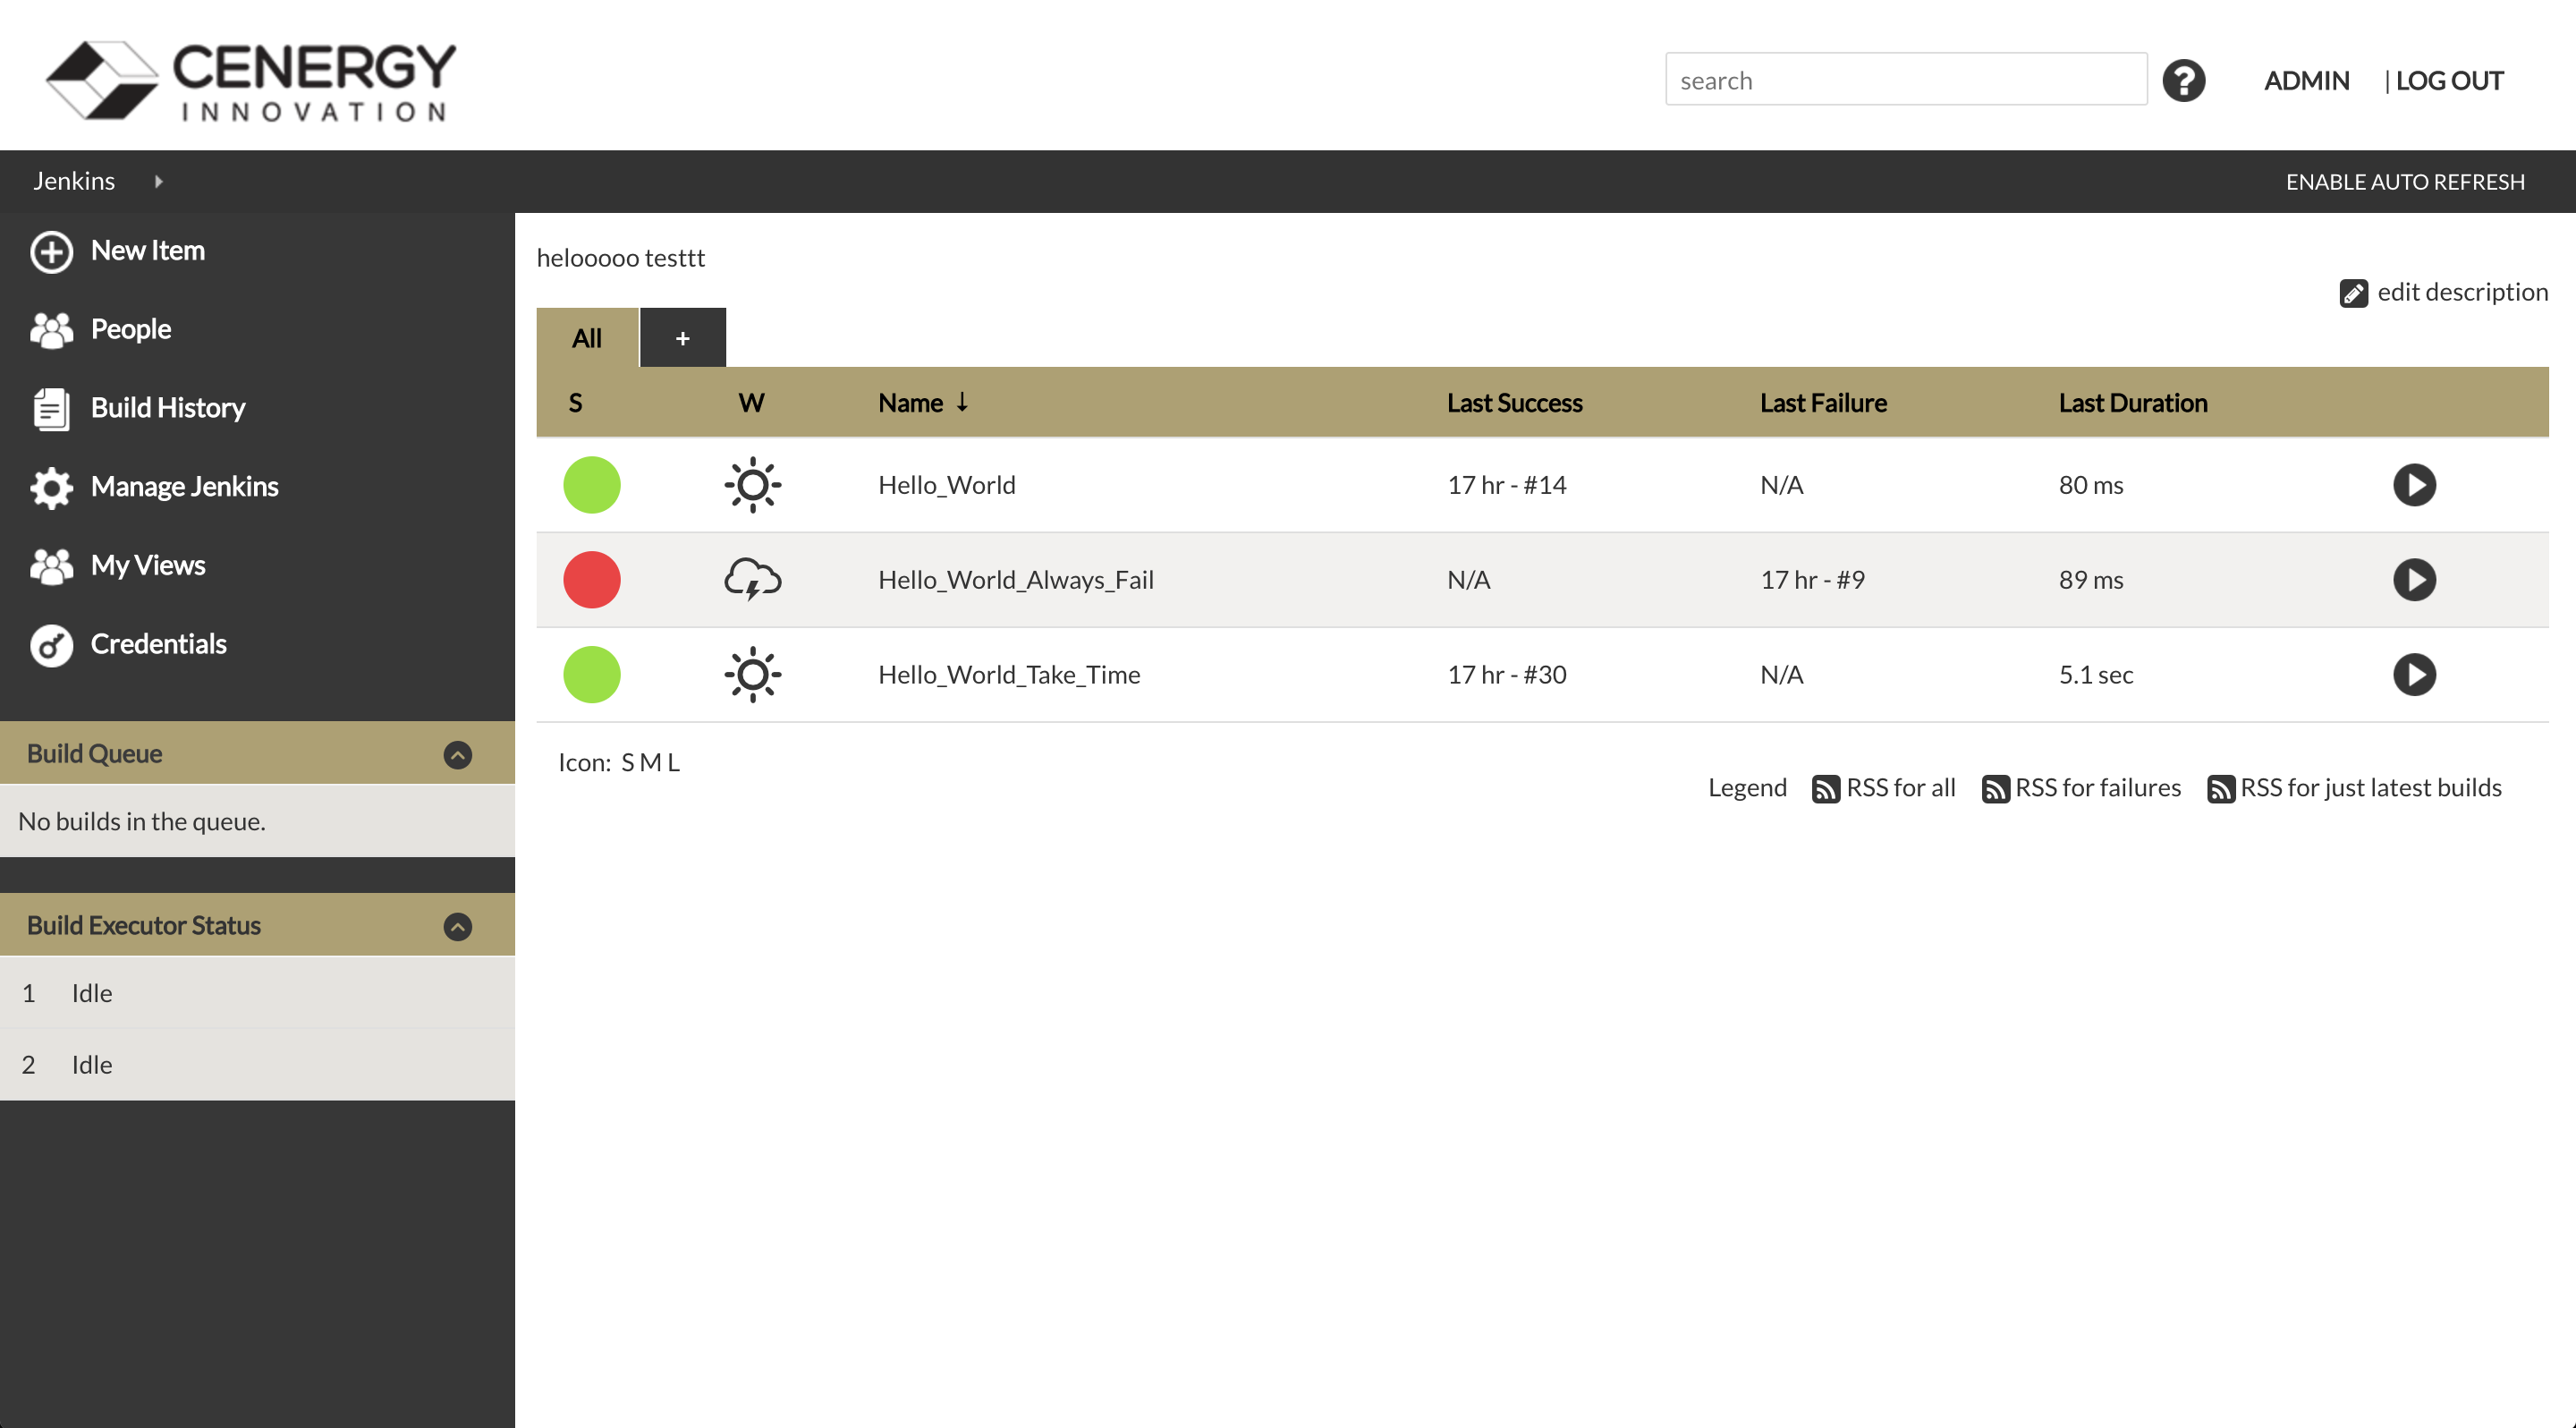 CENERGY
INNOVATION
search
ADMIN | LOG OUT
Jenkins
ENABLE AUTO REFRESH
New Item
People
Build History
Manage Jenkins
My Views
Credentials
Build Queue
No builds in the queue.
Build Executor Status
1 Idle
2 Idle
helooooo testtt
edit description
All +
S W Name ↓ Last Success Last Failure Last Duration
Hello_World 17 hr - #14 N/A 80 ms
Hello_World_Always_Fail N/A 17 hr - #9 89 ms
Hello_World_Take_Time 17 hr - #30 N/A 5.1 sec
Icon: S M L
Legend RSS for all RSS for failures RSS for just latest builds